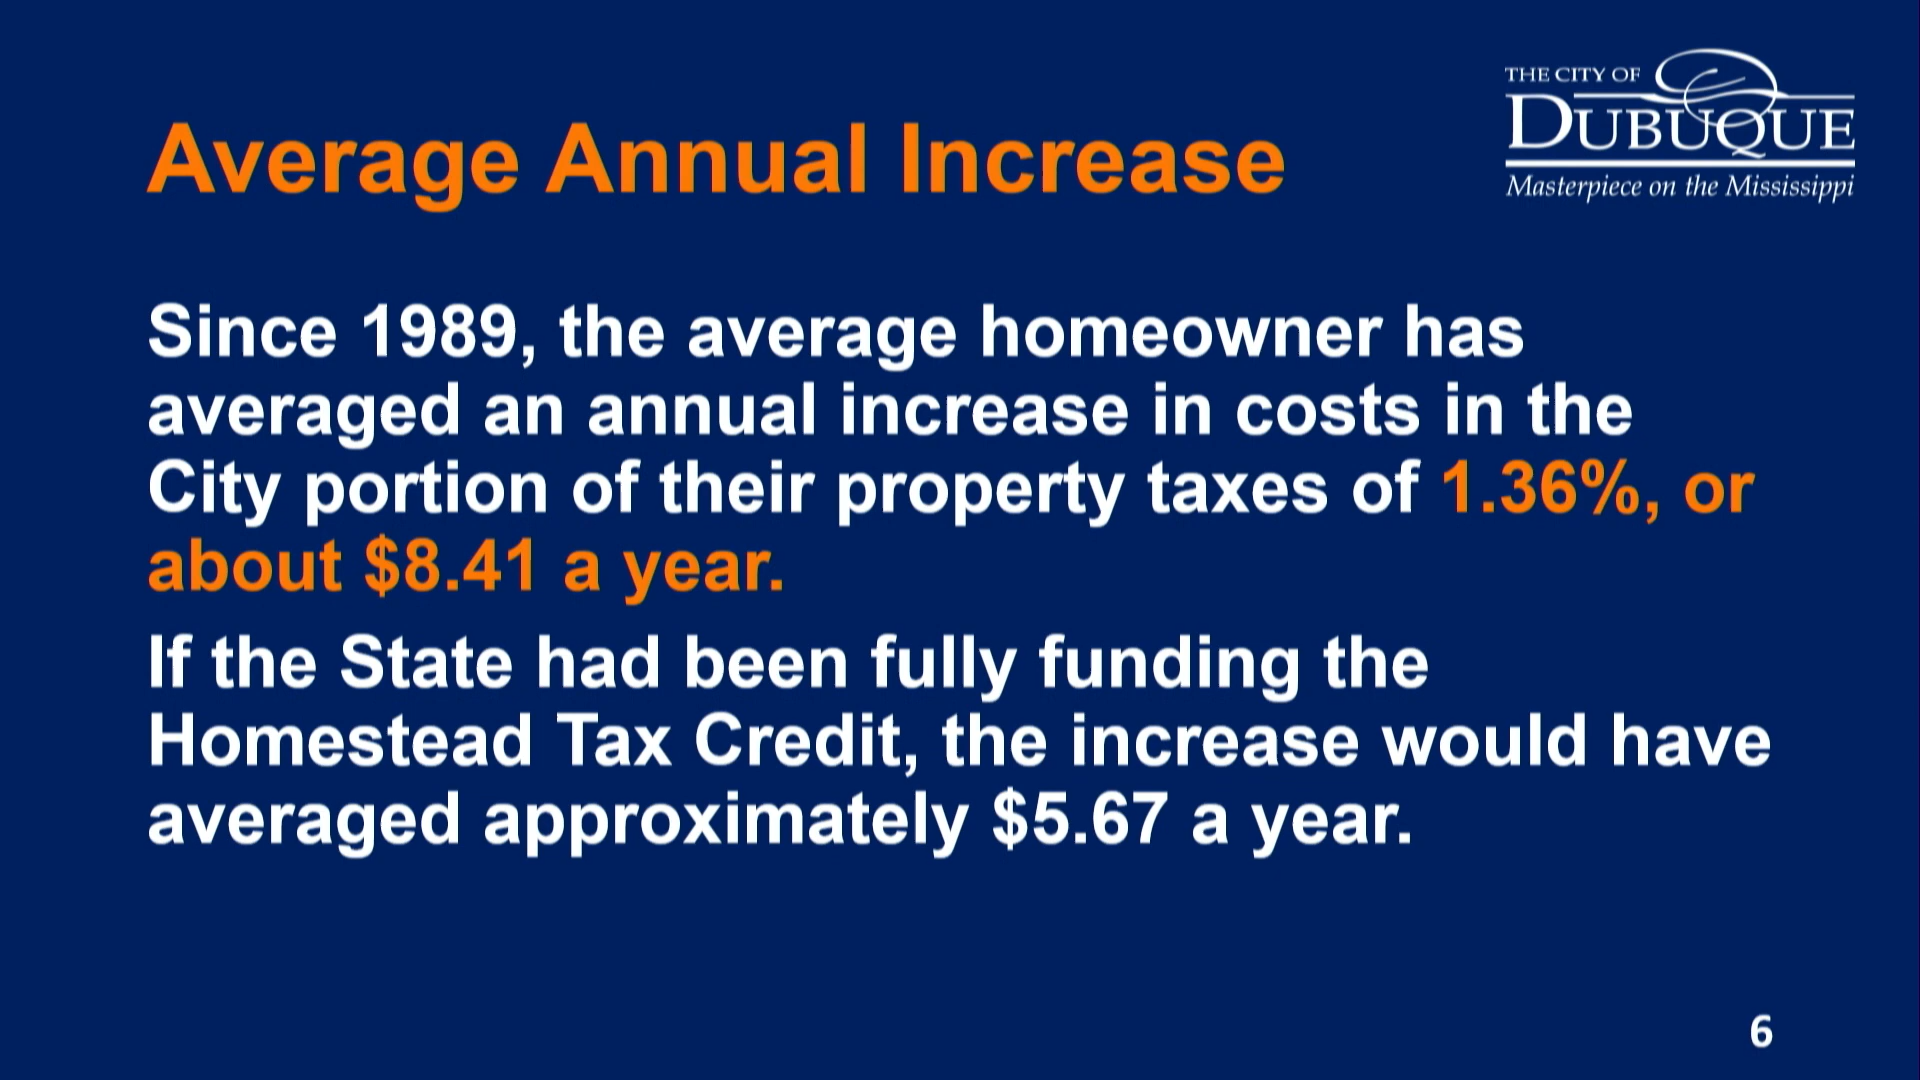 THE CITY OF
DUBUQUE
Masterpiece on the Mississippi
Average Annual Increase
Since 1989, the average homeowner has
averaged an annual increase in costs in the
City portion of their property taxes of 1.36%, or
about $8.41 a year.
If the State had been fully funding the
Homestead Tax Credit, the increase would have
averaged approximately $5.67 a year.
6